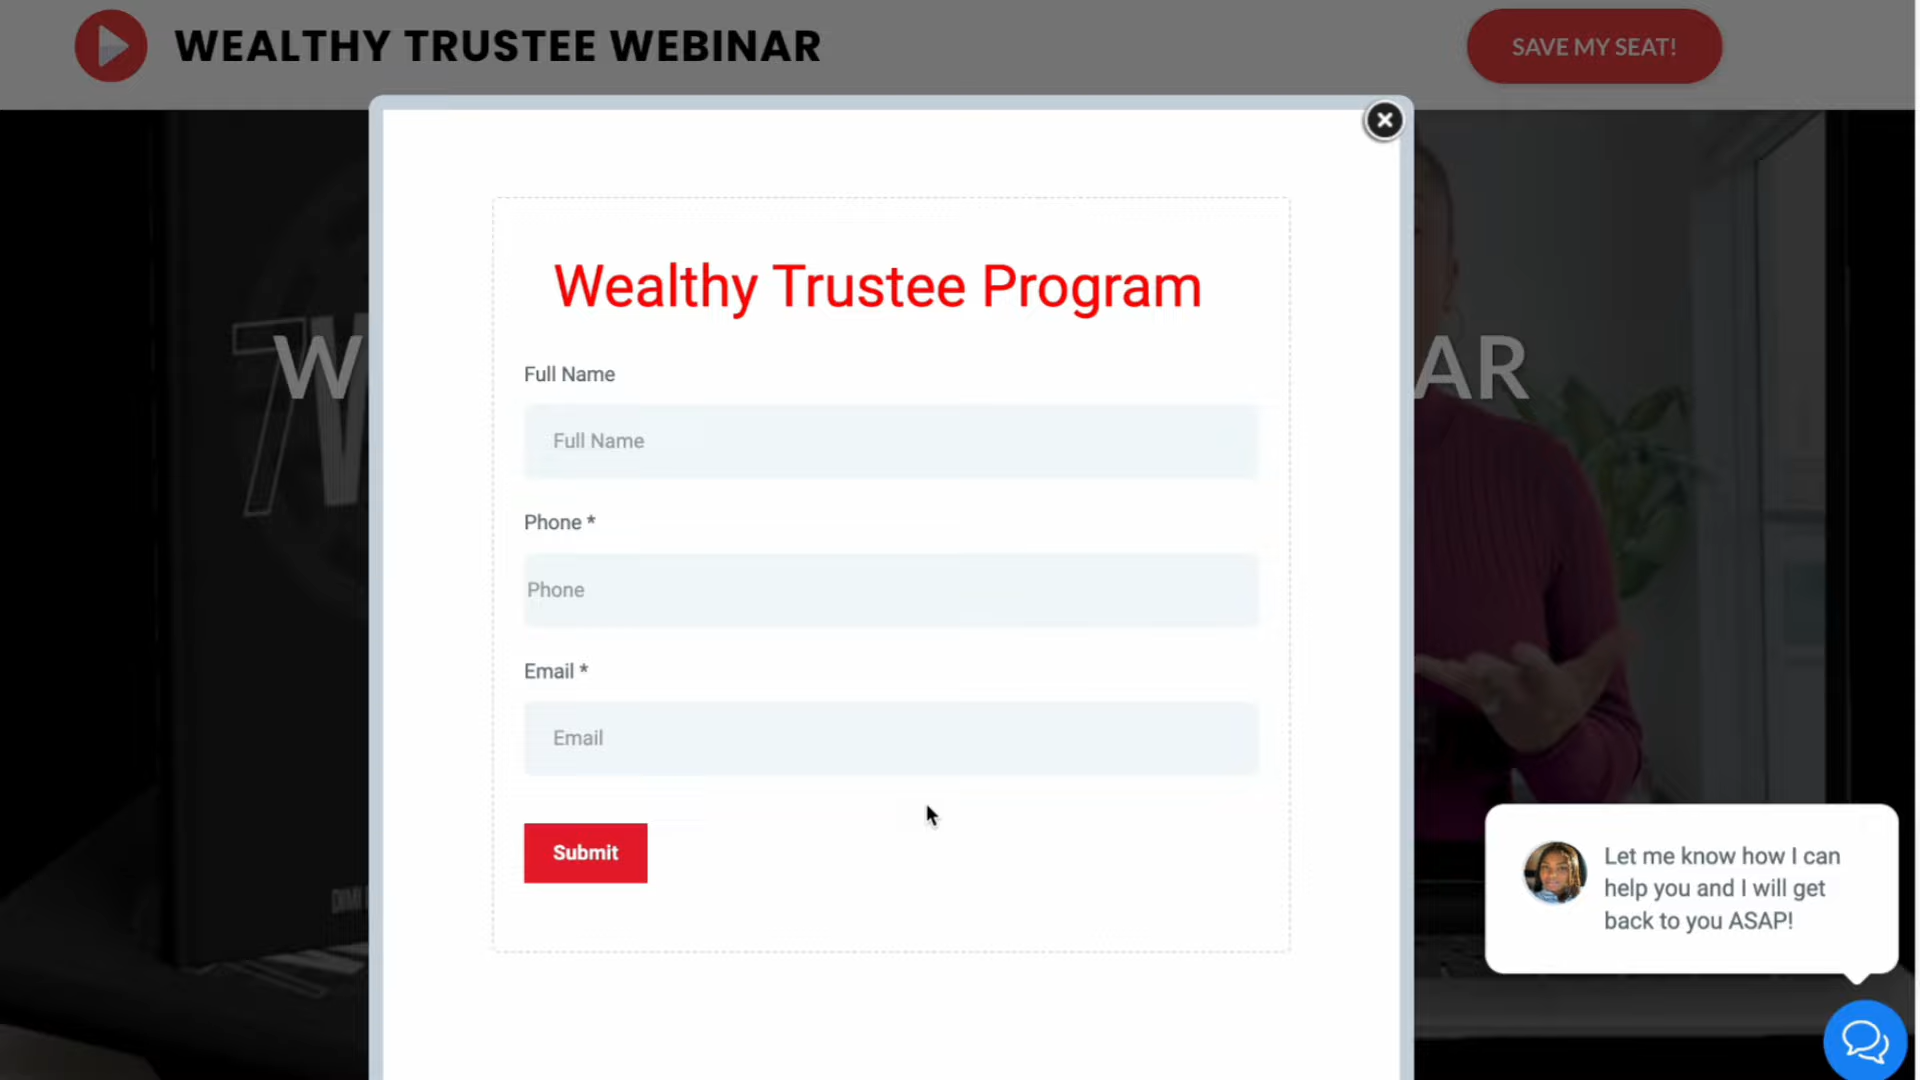 WEALTHY TRUSTEE WEBINAR
SAVE MY SEAT!
Wealthy Trustee Program
W
AR
Full Name
Full Name
Phone *
Phone
Email *
Email
Submit
Let me know how I can
help you and I will get
back to you ASAP!